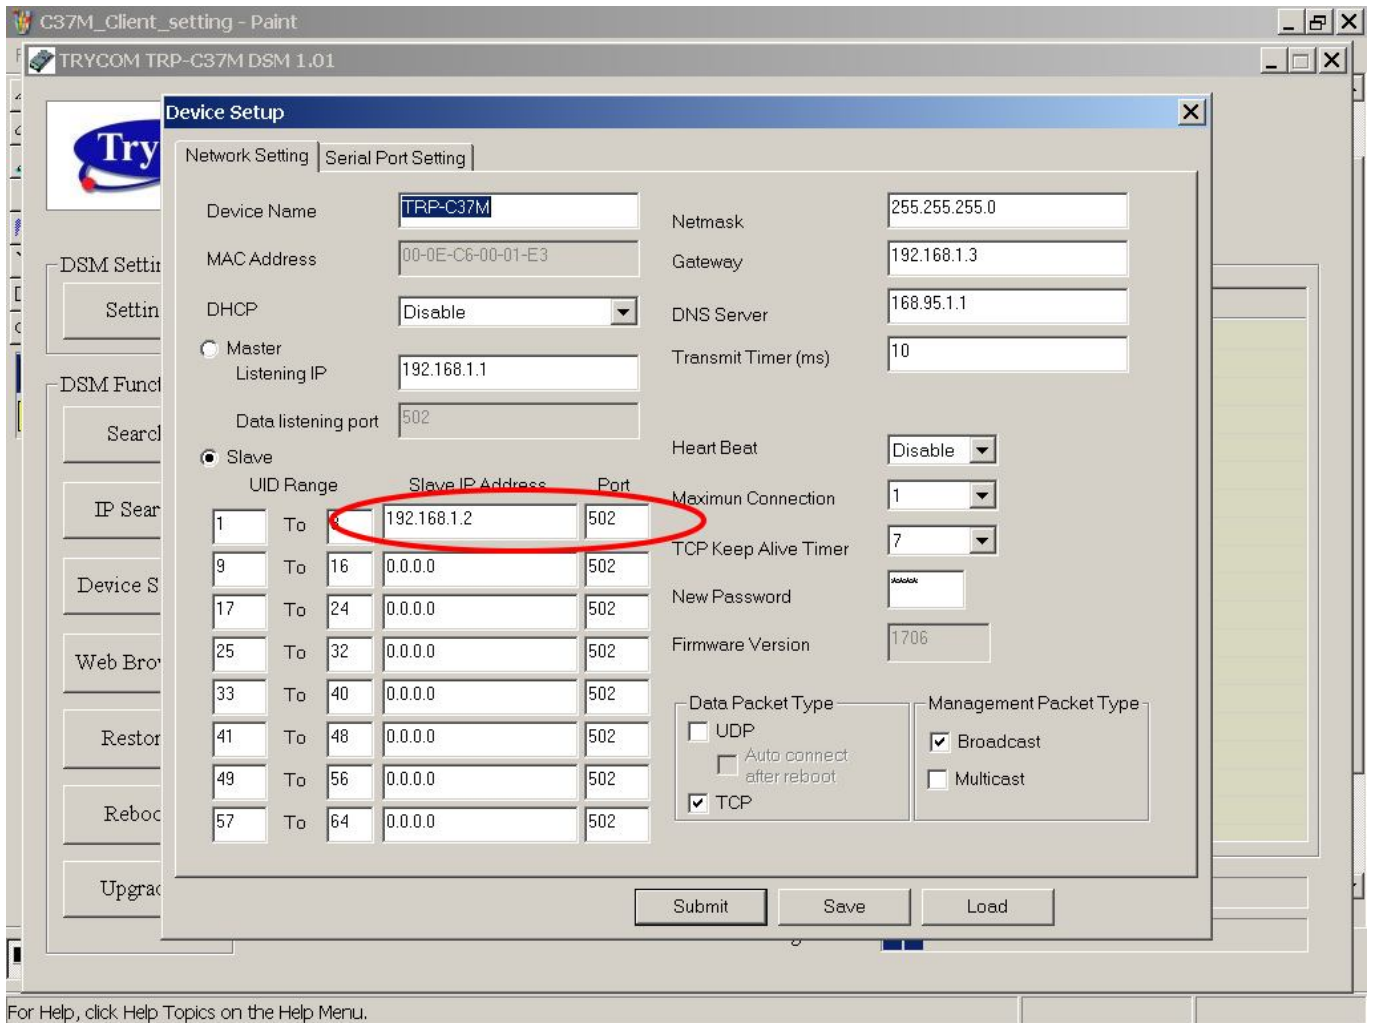 C37M_Client_setting - Paint
TRYCOM TRP-C37M DSM 1.01
Try
Device Setup
Network Setting
Serial Port Setting
Device Name
TRP-C37M
MAC Address
00-0E-C6-00-01-E3
DHCP
Disable
Master
Listening IP
192.168.1.1
Data listening port
502
Slave
UID Range Slave IP Address Port
1 To 192.168.1.2 502
9 To 16 0.0.0.0 502
17 To 24 0.0.0.0 502
25 To 32 0.0.0.0 502
33 To 40 0.0.0.0 502
41 To 48 0.0.0.0 502
49 To 56 0.0.0.0 502
57 To 64 0.0.0.0 502
Netmask
255.255.255.0
Gateway
192.168.1.3
DNS Server
168.95.1.1
Transmit Timer (ms)
10
Heart Beat
Disable
Maximun Connection
1
TCP Keep Alive Timer
7
New Password
****
Firmware Version
1706
Data Packet Type
UDP
Auto connect
after reboot
TCP
Management Packet Type
Broadcast
Multicast
Submit
Save
Load
DSM Settin
Settin
DSM Funct
Search
IP Sear
Device S
Web Brow
Restor
Reboo
Upgrad
For Help, click Help Topics on the Help Menu.